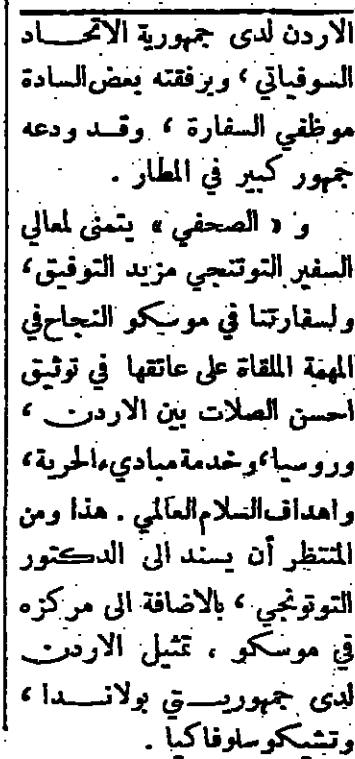 الاردن لدى جمهورية الاتحـــاد
السوفياتي ، وبرفقته بعض السادة
موظفي السفارة ، وقــد ودعه
جمهور كبير في المطار .
و « الصحفي » يتمنى لمعالي
السفير التوتنجي مزيد التوفيق،
ولسفارتنا في موسكو النجاح في
المهمة الملقاة على عاتقها في توثيق
احسن الصلات بين الاردن ،
وروسيا، وخدمة مبادىء الحرية،
واهداف السلام العالمي . هذا ومن
المنتظر أن يسند الى الدكتور
التوتونجي ، بالاضافة الى مركزه
في موسكو ، تمثيل الاردن
لدى جمهوريـــتي بولانـــدا ،
وتشيكوسلوفاكيا .